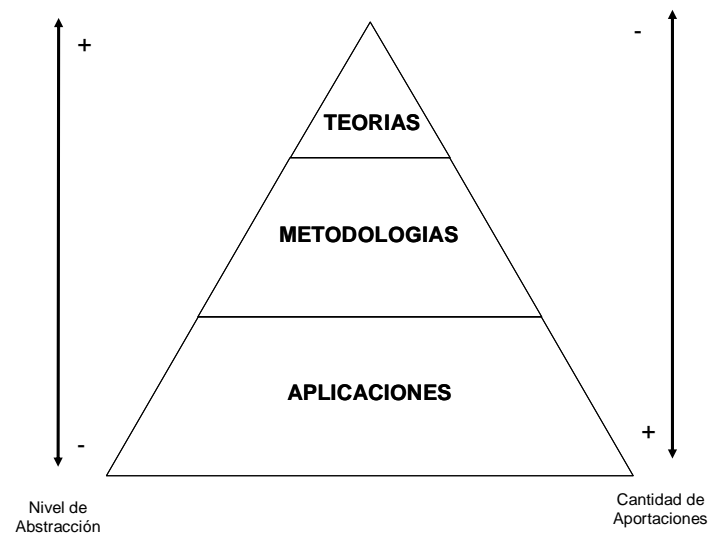 +
-
TEORIAS
METODOLOGIAS
APLICACIONES
-
+
Nivel de
Abstracción
Cantidad de
Aportaciones